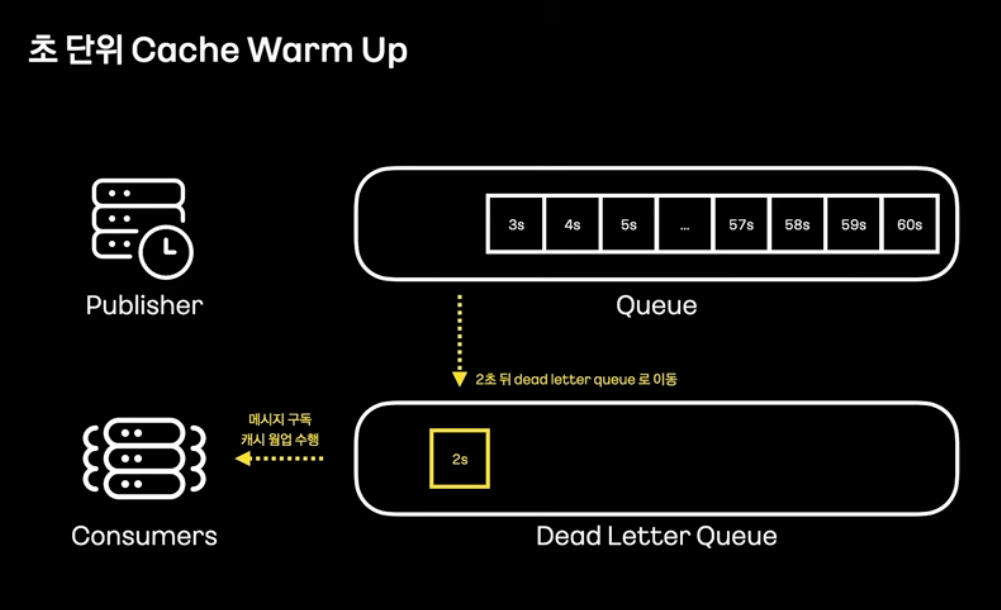 초 단위 Cache Warm Up
3s 4s 5s ... 57s 58s 59s 60s
Publisher
Queue
2초 뒤 dead letter queue 로 이동
메시지 구독
캐시 웜업 수행
2s
Consumers
Dead Letter Queue